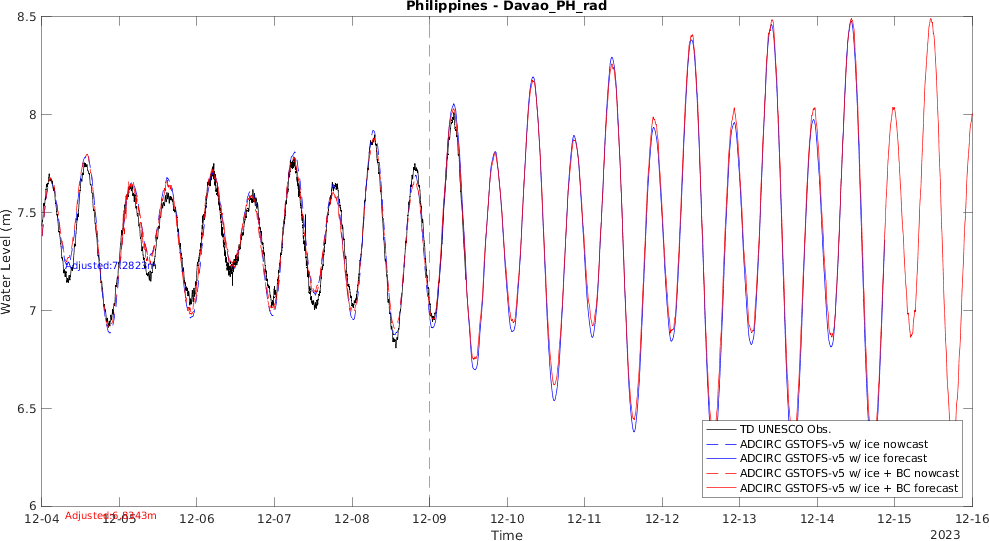 Philippines - Davao_PH_rad
8.5
8
7.5
7
6.5
6
Water Level (m)
Adjusted:7.2823m
Adjusted:6.8343m
12-04
12-05
12-06
12-07
12-08
12-09
12-10
12-11
12-12
12-13
12-14
12-15
12-16
Time
2023
TD UNESCO Obs.
ADCIRC GSTOFS-v5 w/ ice nowcast
ADCIRC GSTOFS-v5 w/ ice forecast
ADCIRC GSTOFS-v5 w/ ice + BC nowcast
ADCIRC GSTOFS-v5 w/ ice + BC forecast